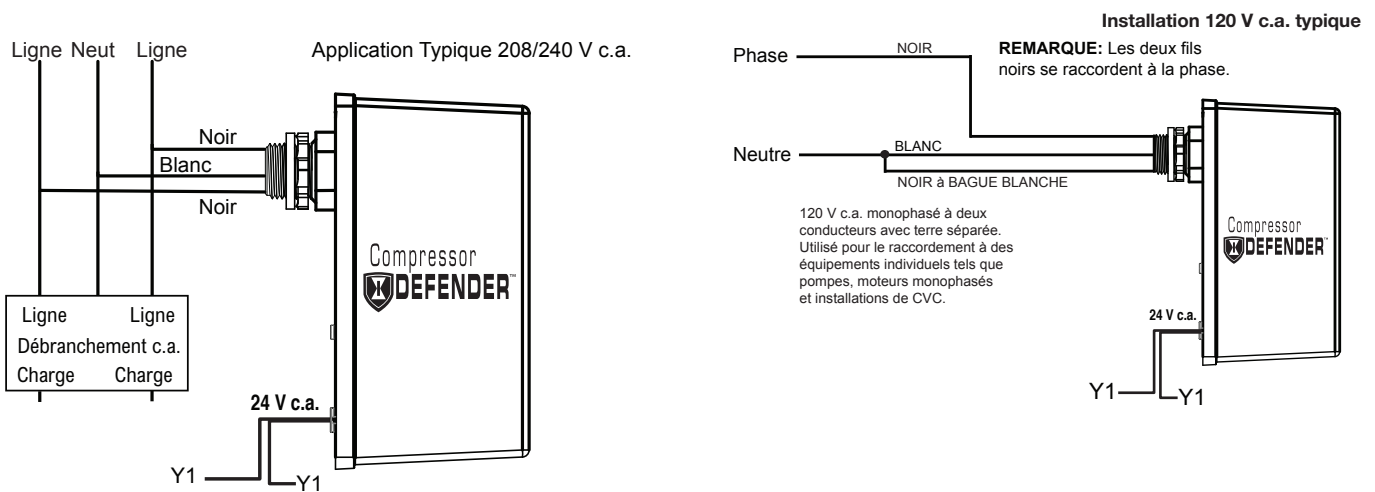 Application Typique 208/240 V c.a.
Ligne Neut Ligne
Noir
Blanc
Noir
Compressor
DEFENDER™
Ligne Ligne
Débranchement c.a.
Charge Charge
24 V c.a.
Y1
Y1
Installation 120 V c.a. typique
REMARQUE: Les deux fils
noirs se raccordent à la phase.
Phase
NOIR
Neutre
BLANC
NOIR à BAGUE BLANCHE
120 V c.a. monophasé à deux
conducteurs avec terre séparée.
Utilisé pour le raccordement à des
équipements individuels tels que
pompes, moteurs monophasés
et installations de CVC.
Compressor
DEFENDER™
24 V c.a.
Y1
Y1